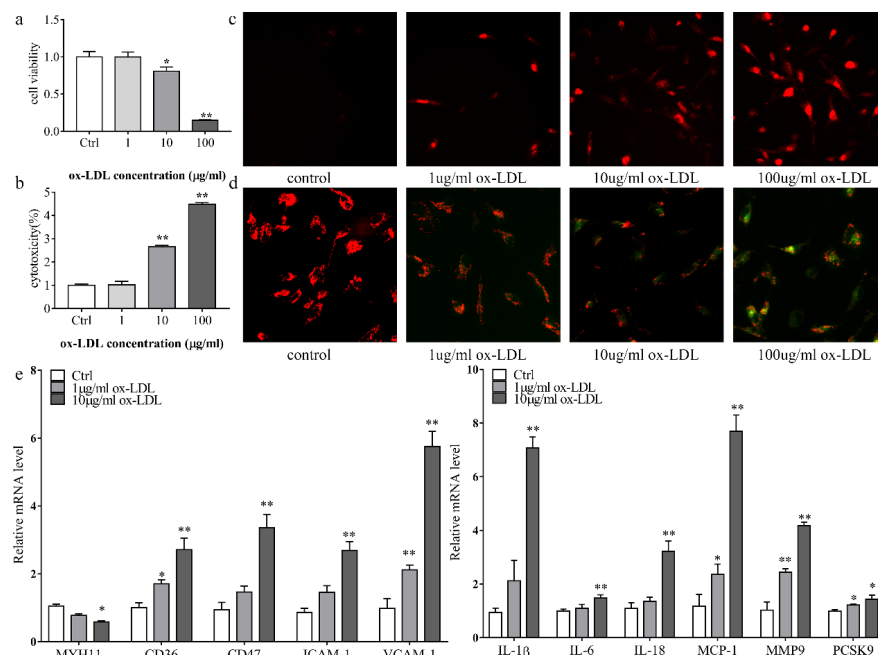 a
cell viability
1.5
1.0
0.5
0.0
*
**
Ctrl 1 10 100
ox-LDL concentration (μg/ml)
b
cytotoxicity(%)
5
4
3
2
1
0
**
**
Ctrl 1 10 100
ox-LDL concentration (μg/ml)
c
control 1ug/ml ox-LDL 10ug/ml ox-LDL 100ug/ml ox-LDL
d
control 1ug/ml ox-LDL 10ug/ml ox-LDL 100ug/ml ox-LDL
e
Relative mRNA level
8
6
4
2
0
Ctrl
1μg/ml ox-LDL
10μg/ml ox-LDL
* * ** ** ** ** **
MYH11 CD36 CD47 ICAM-1 VCAM-1
Relative mRNA level
10
8
6
4
2
0
Ctrl
1μg/ml ox-LDL
10μg/ml ox-LDL
** ** ** * ** ** ** * *
IL-1ß IL-6 IL-18 MCP-1 MMP9 PCSK9